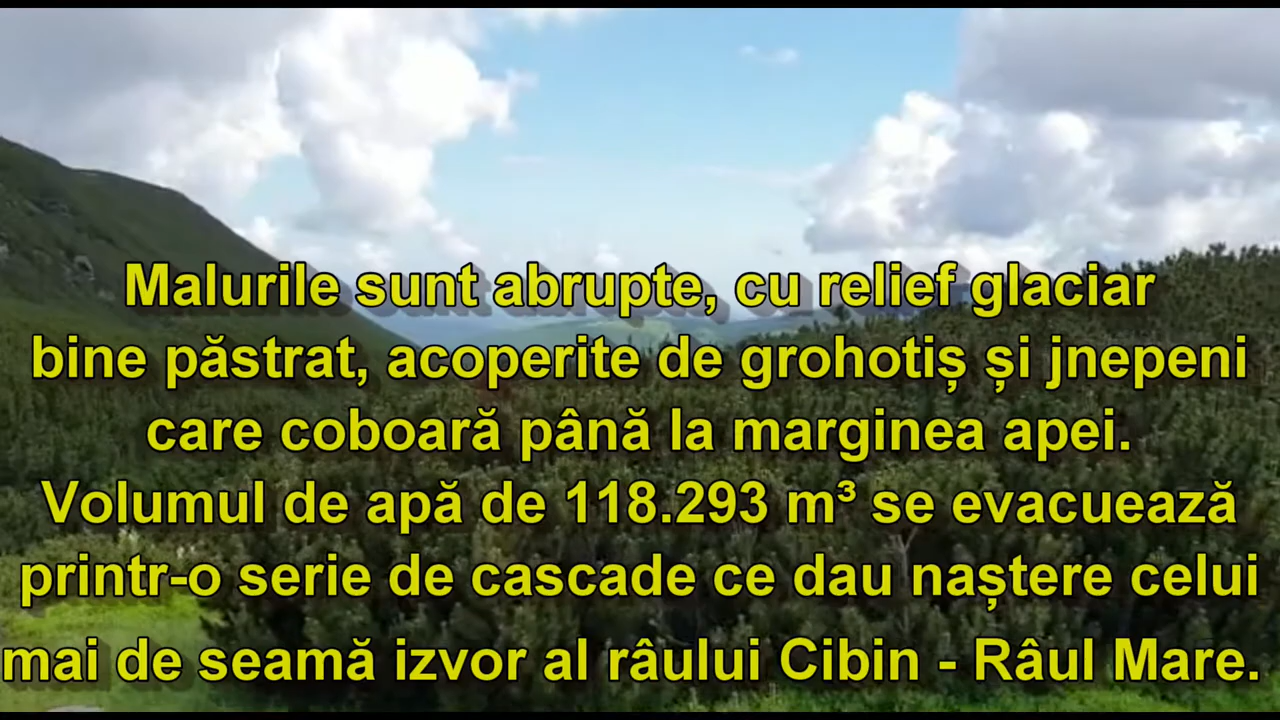 Malurile sunt abrupte, cu relief glaciar
bine păstrat, acoperite de grohotiș și jnepeni
care coboară până la marginea apei.
Volumul de apă de 118.293 m³ se evacuează
printr-o serie de cascade ce dau naștere celui
mai de seamă izvor al râului Cibin - Râul Mare.